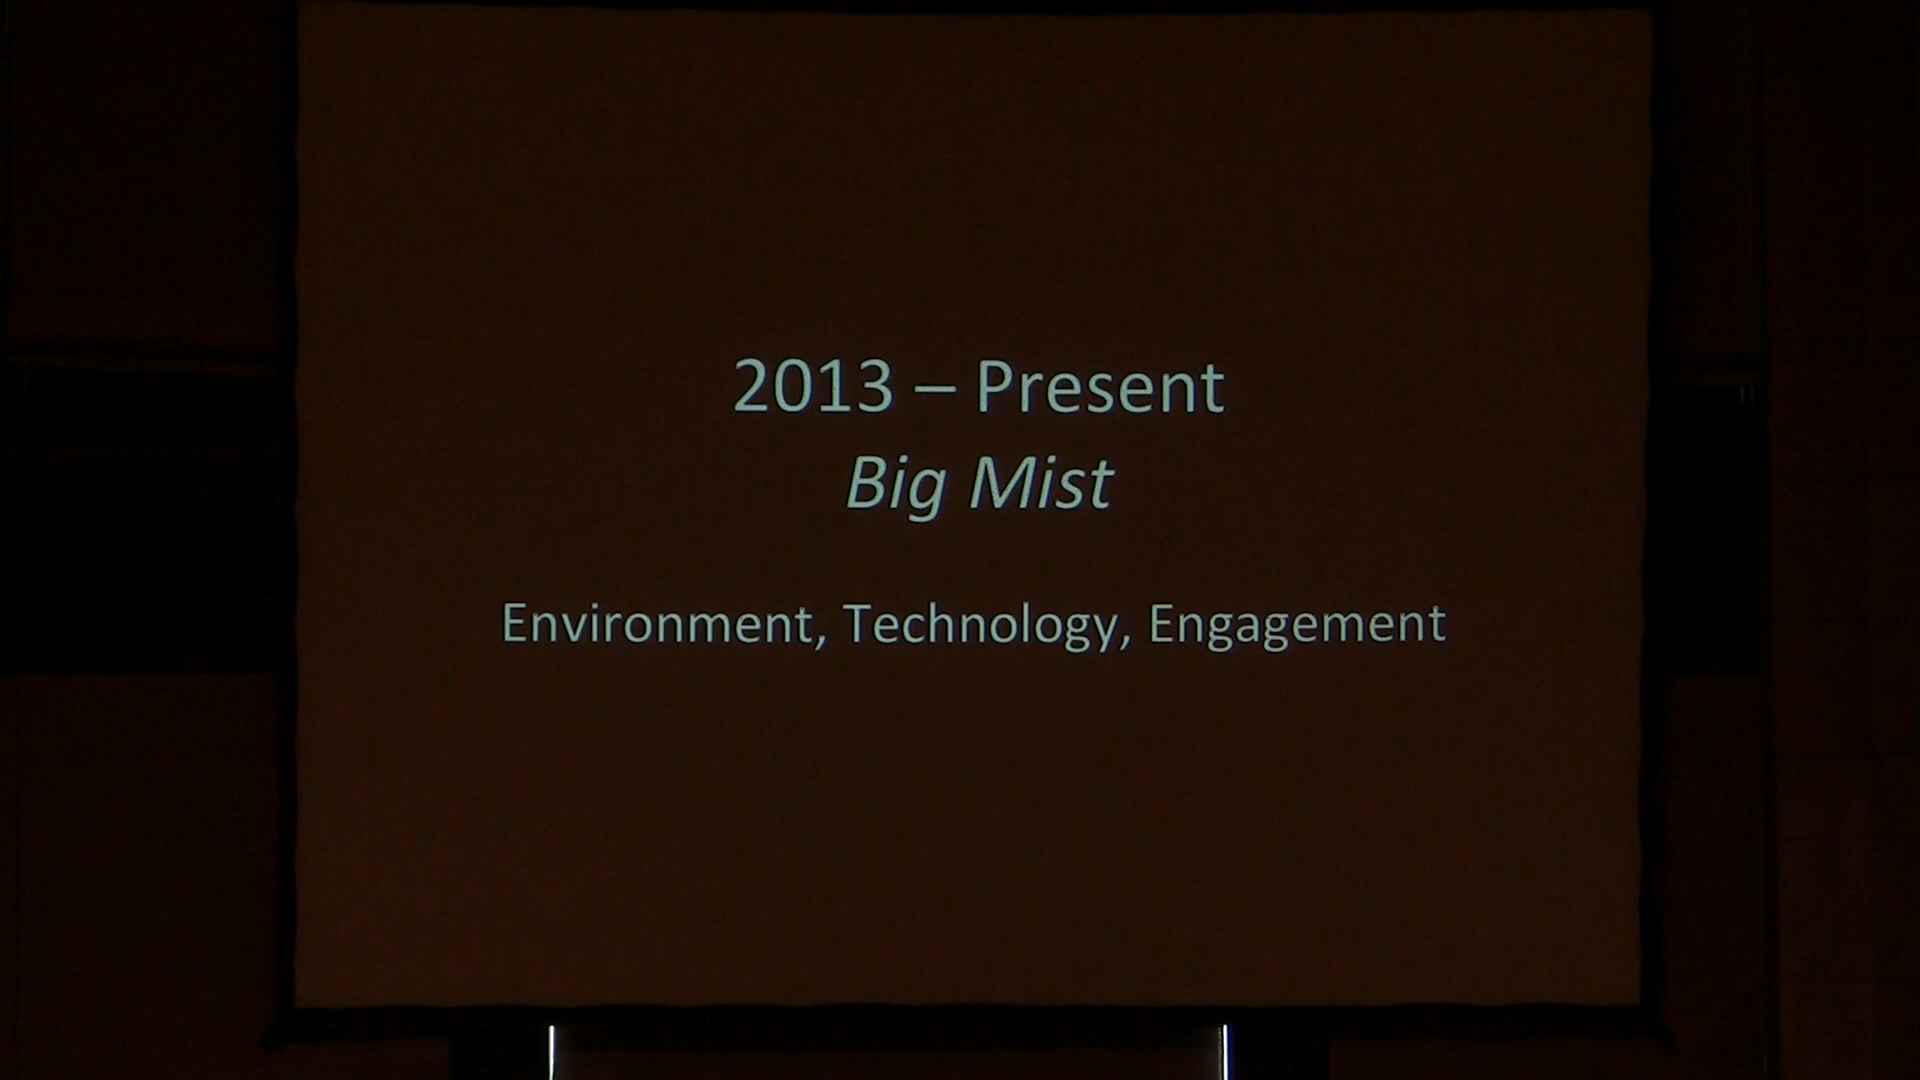 2013 – Present
Big Mist
Environment, Technology, Engagement